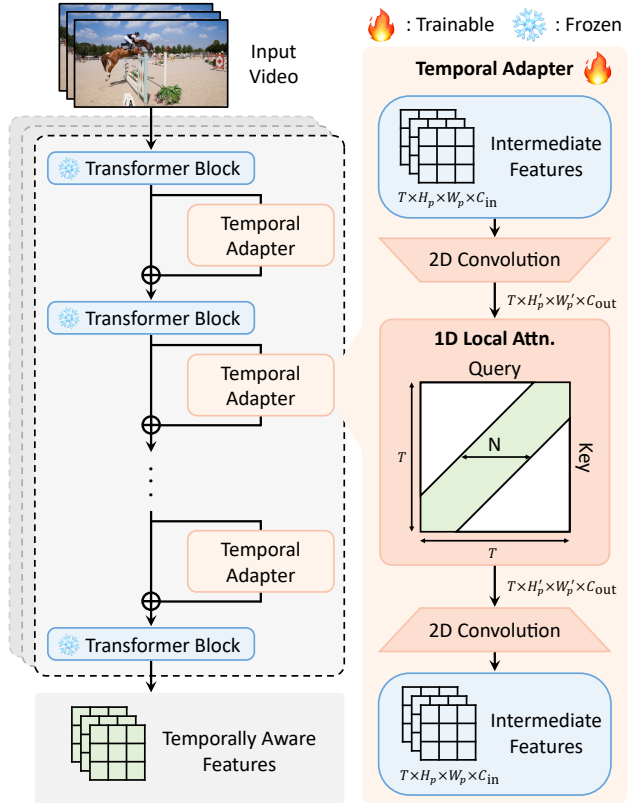 : Trainable
: Frozen
Input
Video
Transformer Block
Temporal
Adapter
Transformer Block
Temporal
Adapter
Temporal
Adapter
Transformer Block
Temporally Aware
Features
Temporal Adapter
Intermediate
Features
T×H_p×W_p×C_in
2D Convolution
T×H'_p×W'_p×C_out
1D Local Attn.
Query
N
Key
T
T
T×H'_p×W'_p×C_out
2D Convolution
Intermediate
Features
T×H_p×W_p×C_in